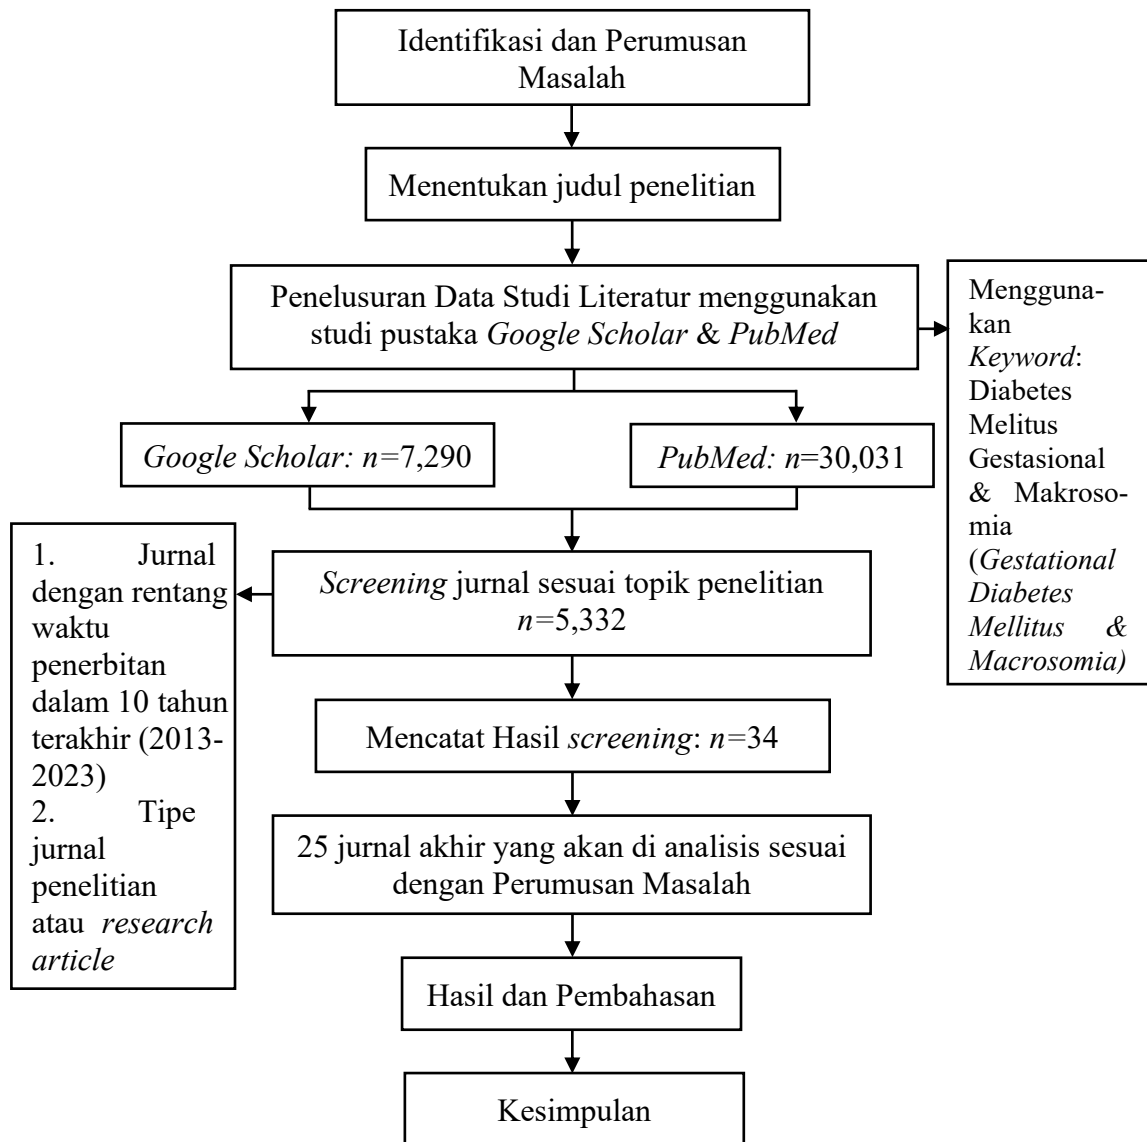 Identifikasi dan Perumusan
Masalah
Menentukan judul penelitian
Penelusuran Data Studi Literatur menggunakan
studi pustaka Google Scholar & PubMed
Mengguna-
kan
Keyword:
Diabetes
Melitus
Gestasional
& Makroso-
mia
(Gestational
Diabetes
Mellitus &
Macrosomia)
Google Scholar: n=7,290
PubMed: n=30,031
Screening jurnal sesuai topik penelitian
n=5,332
1. Jurnal
dengan rentang
waktu
penerbitan
dalam 10 tahun
terakhir (2013-
2023)
2. Tipe
jurnal
penelitian
atau research
article
Mencatat Hasil screening: n=34
25 jurnal akhir yang akan di analisis sesuai
dengan Perumusan Masalah
Hasil dan Pembahasan
Kesimpulan